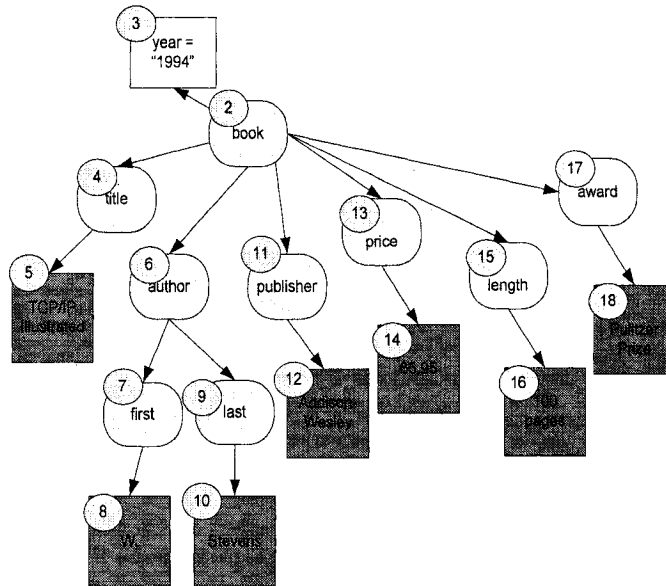 3
year =
"1994"
2
book
4
title
17
award
13
price
5
TCP/IP
Illustrated
6
author
11
publisher
15
length
18
Pulitzer
Prize
14
65.95
7
first
9
last
12
Addison-
Wesley
16
100
pages
8
W.
10
Stevens